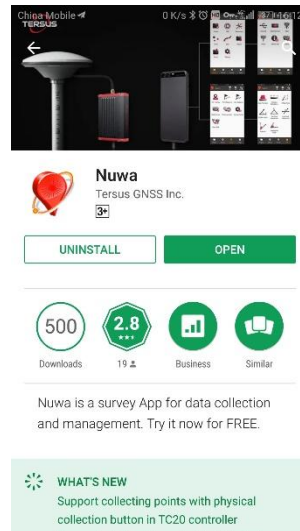 China Mobile
0 K/s
TERSUS
Nuwa
Tersus GNSS Inc.
3+
UNINSTALL
OPEN
500
2.8
Downloads
19
Business
Similar
Nuwa is a survey App for data collection
and management. Try it now for FREE.
WHAT'S NEW
Support collecting points with physical
collection button in TC20 controller